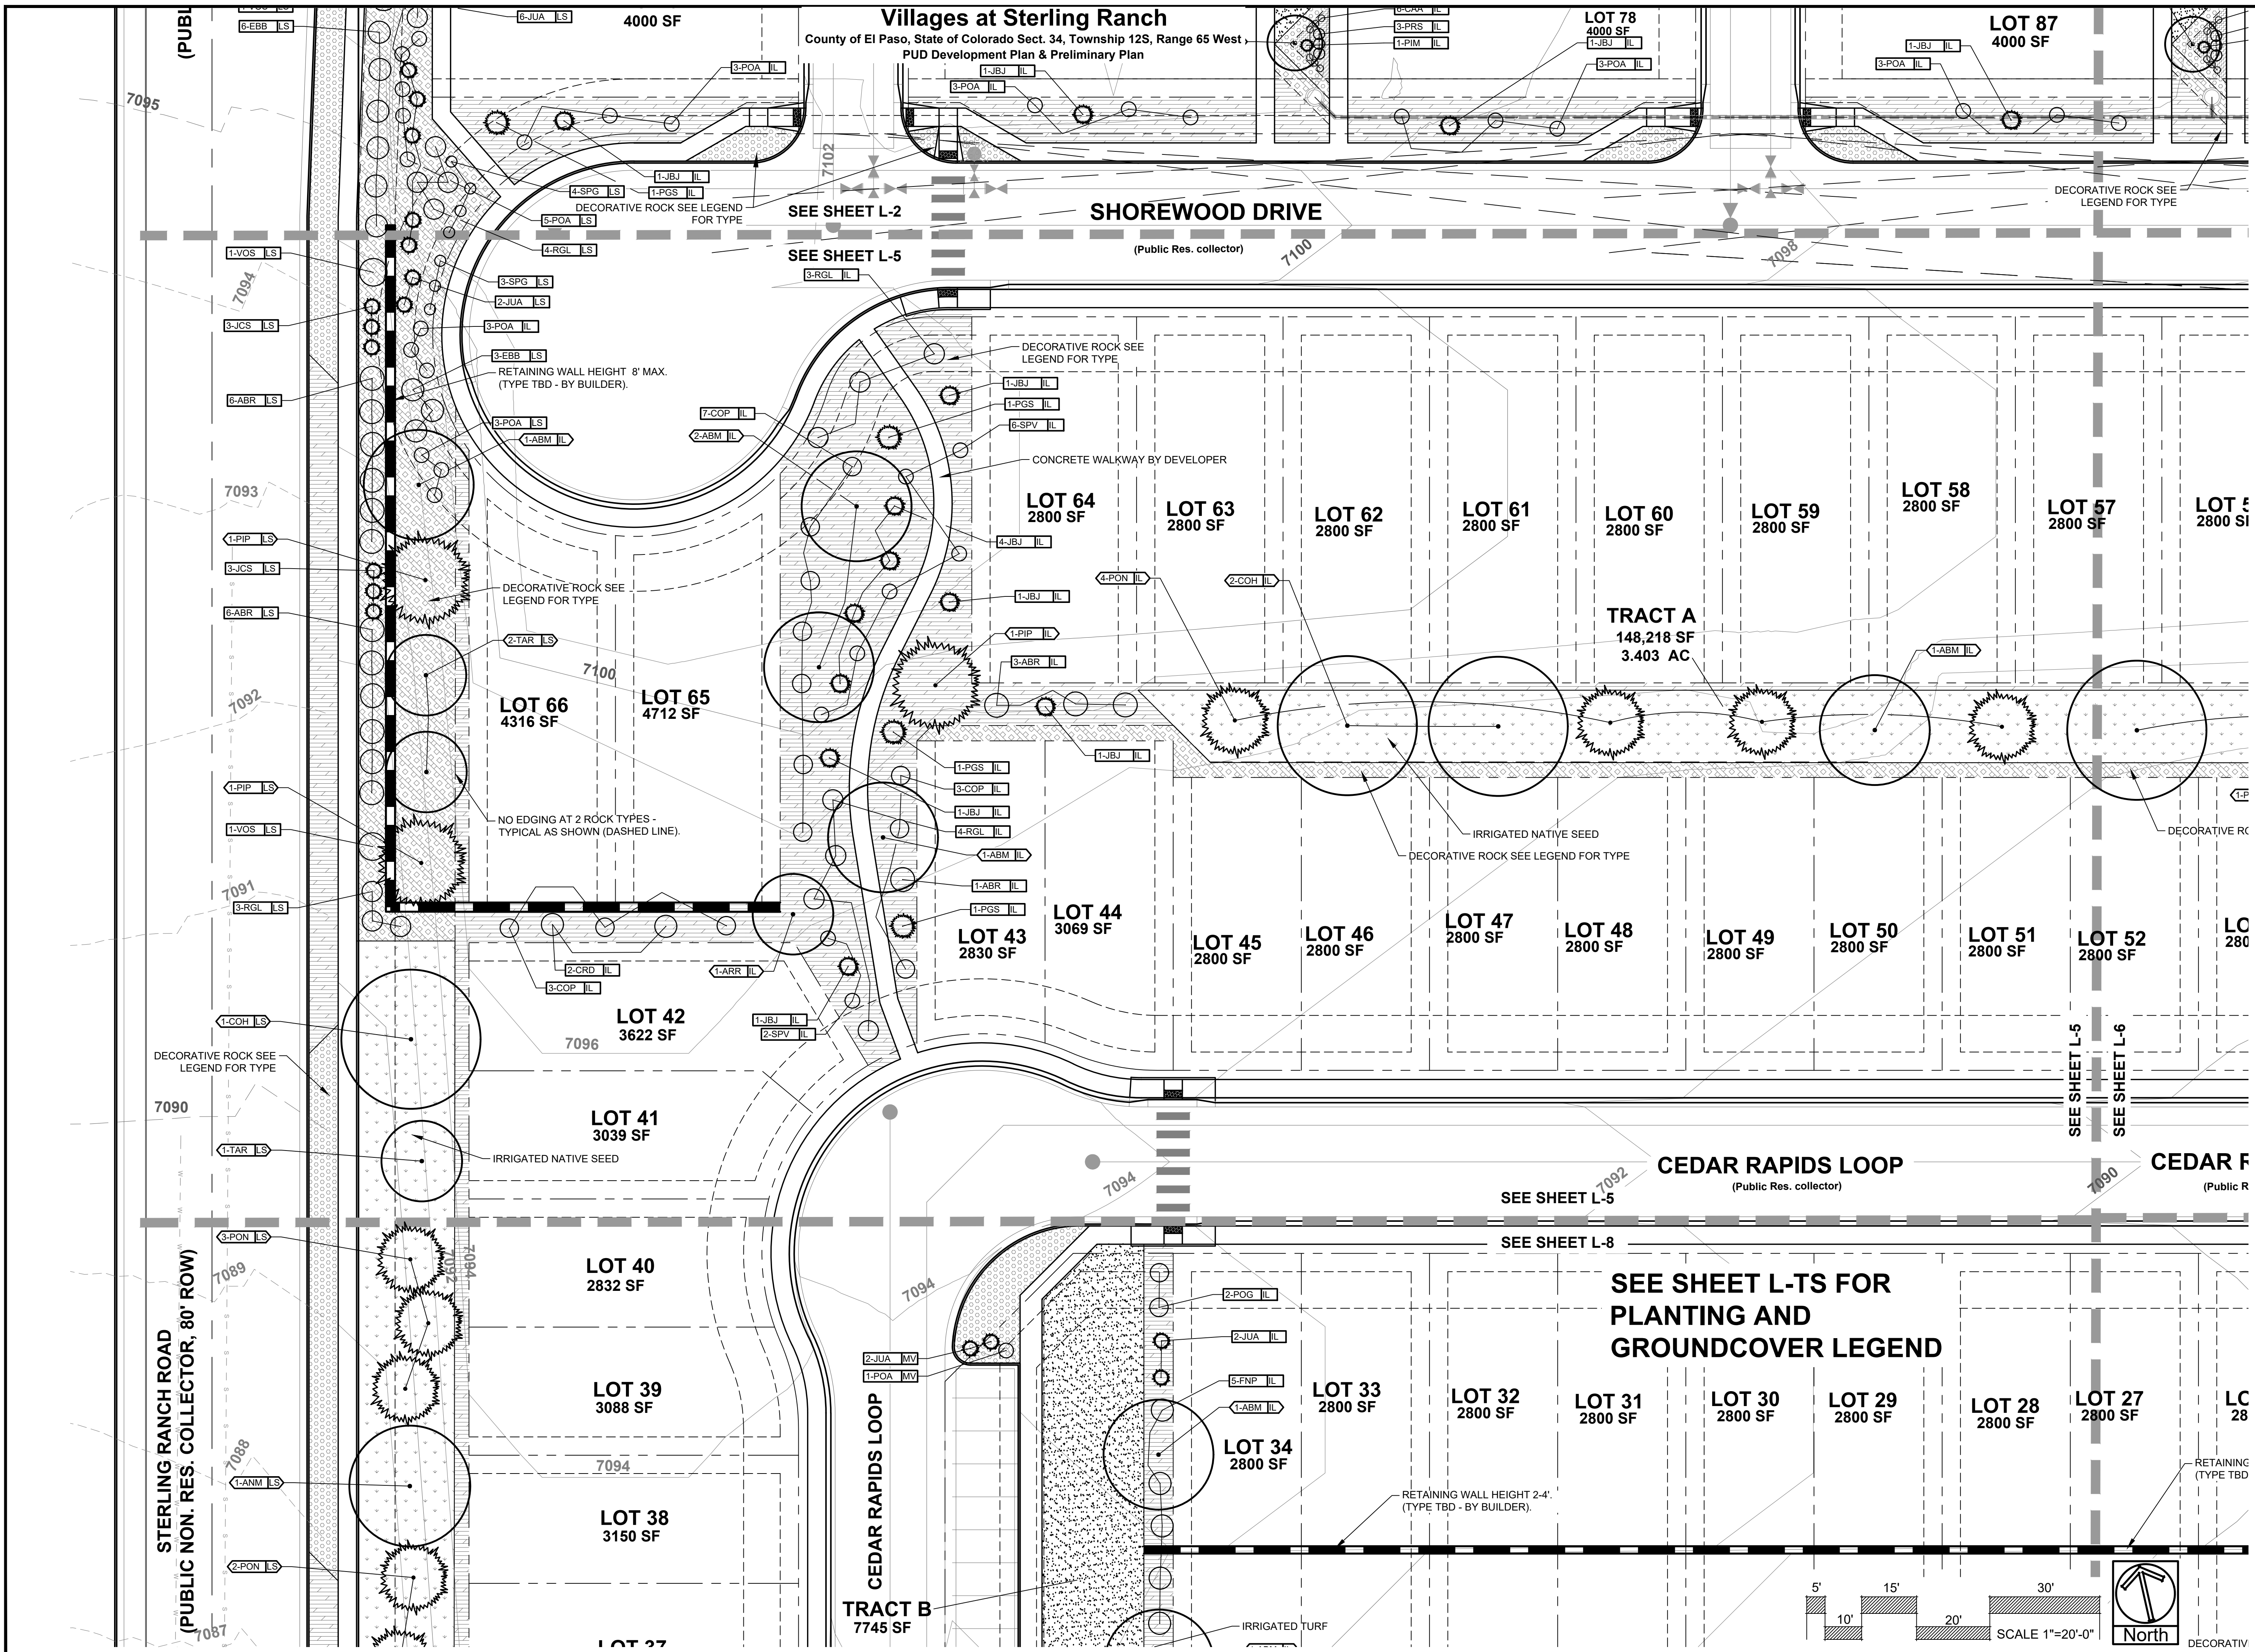 Villages at Sterling Ranch
County of El Paso, State of Colorado Sect. 34, Township 12S, Range 65 West
PUD Development Plan & Preliminary Plan
6-EBB LS
6-JUA LS
4000 SF
3-POA IL
1-JBJ IL
3-POA IL
3-PRS IL
1-PIM IL
LOT 78
4000 SF
1-JBJ IL
3-POA IL
LOT 87
4000 SF
1-JBJ IL
3-POA IL
7095
7102
1-JBJ IL
4-SPG LS
1-PGS IL
DECORATIVE ROCK SEE LEGEND
FOR TYPE
5-POA LS
4-RGL LS
SEE SHEET L-2
SHOREWOOD DRIVE
(Public Res. collector)
SEE SHEET L-5
7100
7098
DECORATIVE ROCK SEE
LEGEND FOR TYPE
1-VOS LS
7094
3-RGL IL
3-SPG LS
2-JUA LS
3-JCS LS
3-POA IL
3-EBB LS
RETAINING WALL HEIGHT 8' MAX.
(TYPE TBD - BY BUILDER).
DECORATIVE ROCK SEE
LEGEND FOR TYPE
1-JBJ IL
6-ABR LS
1-PGS IL
7-COP IL
3-POA LS
6-SPV IL
1-ABM IL
2-ABM IL
CONCRETE WALKWAY BY DEVELOPER
7093
LOT 64
2800 SF
LOT 63
2800 SF
LOT 62
2800 SF
LOT 61
2800 SF
LOT 60
2800 SF
LOT 59
2800 SF
LOT 58
2800 SF
LOT 57
2800 SF
1-PIP LS
4-JBJ IL
3-JCS LS
DECORATIVE ROCK SEE
LEGEND FOR TYPE
4-PON IL
2-COH IL
1-JBJ IL
6-ABR LS
TRACT A
148,218 SF
3.403 AC
1-PIP IL
2-TAR LS
3-ABR IL
1-ABM IL
7100
7092
LOT 66
4316 SF
LOT 65
4712 SF
1-JBJ IL
1-PGS IL
1-PIP LS
3-COP IL
1-JBJ IL
NO EDGING AT 2 ROCK TYPES -
TYPICAL AS SHOWN (DASHED LINE).
1-VOS LS
4-RGL IL
IRRIGATED NATIVE SEED
1-ABM IL
DECORATIVE ROCK SEE LEGEND FOR TYPE
7091
1-ABR IL
3-RGL LS
1-PGS IL
LOT 44
3069 SF
LOT 43
2830 SF
LOT 45
2800 SF
LOT 46
2800 SF
LOT 47
2800 SF
LOT 48
2800 SF
LOT 49
2800 SF
LOT 50
2800 SF
LOT 51
2800 SF
LOT 52
2800 SF
2-CRD IL
1-ARR IL
3-COP IL
LOT 42
3622 SF
7096
1-JBJ IL
2-SPV IL
1-COH LS
DECORATIVE ROCK SEE
LEGEND FOR TYPE
SEE SHEET L-5
SEE SHEET L-6
7090
LOT 41
3039 SF
1-TAR LS
IRRIGATED NATIVE SEED
7094
7092
CEDAR RAPIDS LOOP
(Public Res. collector)
7090
SEE SHEET L-5
SEE SHEET L-8
3-PON LS
7089
7092
7094
LOT 40
2832 SF
7094
2-POG IL
SEE SHEET L-TS FOR
PLANTING AND
GROUNDCOVER LEGEND
2-JUA IL
2-JUA MV
1-POA MV
5-FNP IL
1-ABM IL
LOT 39
3088 SF
LOT 33
2800 SF
LOT 32
2800 SF
LOT 31
2800 SF
LOT 30
2800 SF
LOT 29
2800 SF
LOT 28
2800 SF
LOT 27
2800 SF
LOT 34
2800 SF
7088
7094
1-ANM LS
RETAINING WALL HEIGHT 2-4'.
(TYPE TBD - BY BUILDER).
LOT 38
3150 SF
CEDAR RAPIDS LOOP
2-PON LS
STERLING RANCH ROAD
(PUBLIC NON. RES. COLLECTOR, 80' ROW)
7087
TRACT B
7745 SF
IRRIGATED TURF
5' 15' 30'
10' 20'
SCALE 1"=20'-0"
North